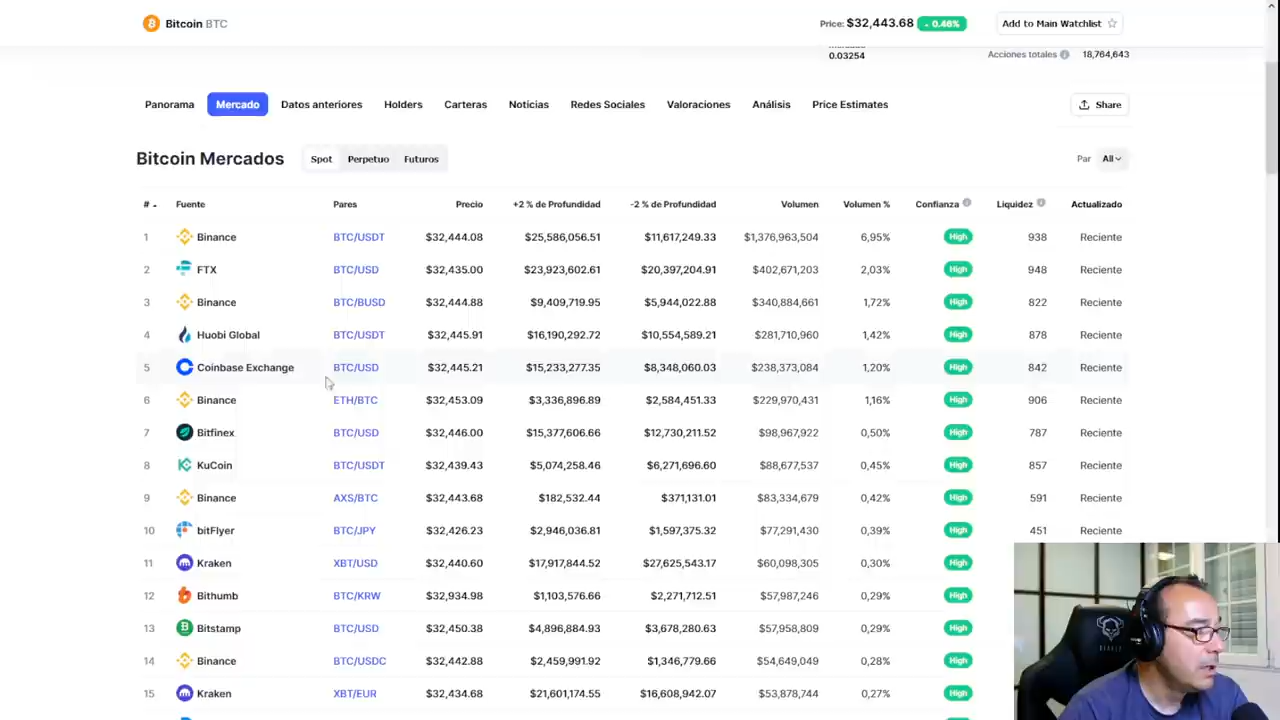 Bitcoin BTC
Price: $32,443.68 0.46%
Add to Main Watchlist
0.03254
Acciones totales 18,764,643
Panorama Mercado Datos anteriores Holders Carteras Noticias Redes Sociales Valoraciones Análisis Price Estimates Share
Bitcoin Mercados Spot Perpetuo Futuros Par All
# Fuente Pares Precio +2 % de Profundidad -2 % de Profundidad Volumen Volumen % Confianza Liquidez Actualizado
1 Binance BTC/USDT $32,444.08 $25,586,056.51 $11,617,249.33 $1,376,963,504 6,95% High 938 Reciente
2 FTX BTC/USD $32,435.00 $23,923,602.61 $20,397,204.91 $402,671,203 2,03% High 948 Reciente
3 Binance BTC/BUSD $32,444.88 $9,409,719.95 $5,944,022.88 $340,884,661 1,72% High 822 Reciente
4 Huobi Global BTC/USDT $32,445.91 $16,190,292.72 $10,554,589.21 $281,710,960 1,42% High 878 Reciente
5 Coinbase Exchange BTC/USD $32,445.21 $15,233,277.35 $8,348,060.03 $238,373,084 1,20% High 842 Reciente
6 Binance ETH/BTC $32,453.09 $3,336,896.89 $2,584,451.33 $229,970,431 1,16% High 906 Reciente
7 Bitfinex BTC/USD $32,446.00 $15,377,606.66 $12,730,211.52 $98,967,922 0,50% High 787 Reciente
8 KuCoin BTC/USDT $32,439.43 $5,074,258.46 $6,271,696.60 $88,677,537 0,45% High 857 Reciente
9 Binance AXS/BTC $32,443.68 $182,532.44 $371,131.01 $83,334,679 0,42% High 591 Reciente
10 bitFlyer BTC/JPY $32,426.23 $2,946,036.81 $1,597,375.32 $77,291,430 0,39% High 451 Reciente
11 Kraken XBT/USD $32,440.60 $17,917,844.52 $27,625,543.17 $60,098,305 0,30% High
12 Bithumb BTC/KRW $32,934.98 $1,103,576.66 $2,271,712.51 $57,987,246 0,29% High
13 Bitstamp BTC/USD $32,450.38 $4,896,884.93 $3,678,280.63 $57,958,809 0,29% High
14 Binance BTC/USDC $32,442.88 $2,459,991.92 $1,346,779.66 $54,649,049 0,28% High
15 Kraken XBT/EUR $32,434.68 $21,601,174.55 $16,608,942.07 $53,878,744 0,27% High